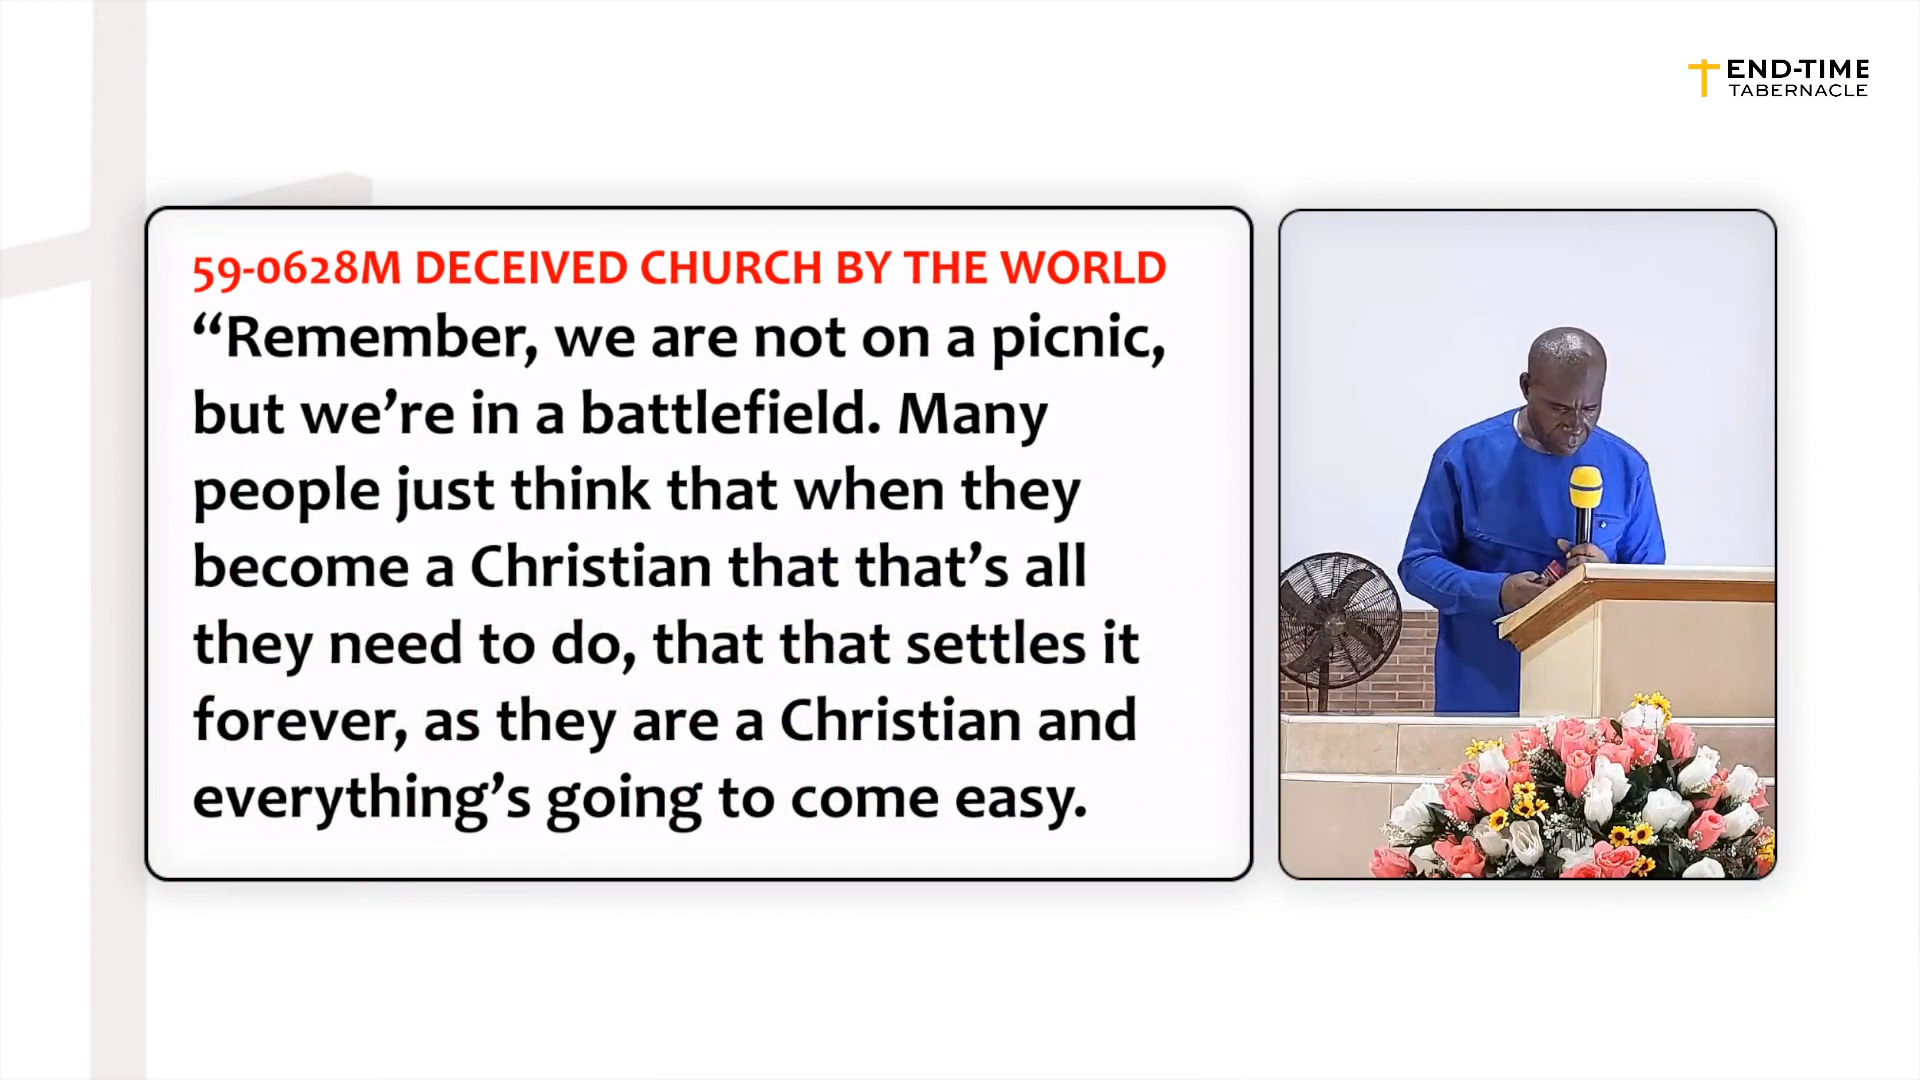 END-TIME
TABERNACLE
59-0628M DECEIVED CHURCH BY THE WORLD
“Remember, we are not on a picnic,
but we’re in a battlefield. Many
people just think that when they
become a Christian that that’s all
they need to do, that that settles it
forever, as they are a Christian and
everything’s going to come easy.